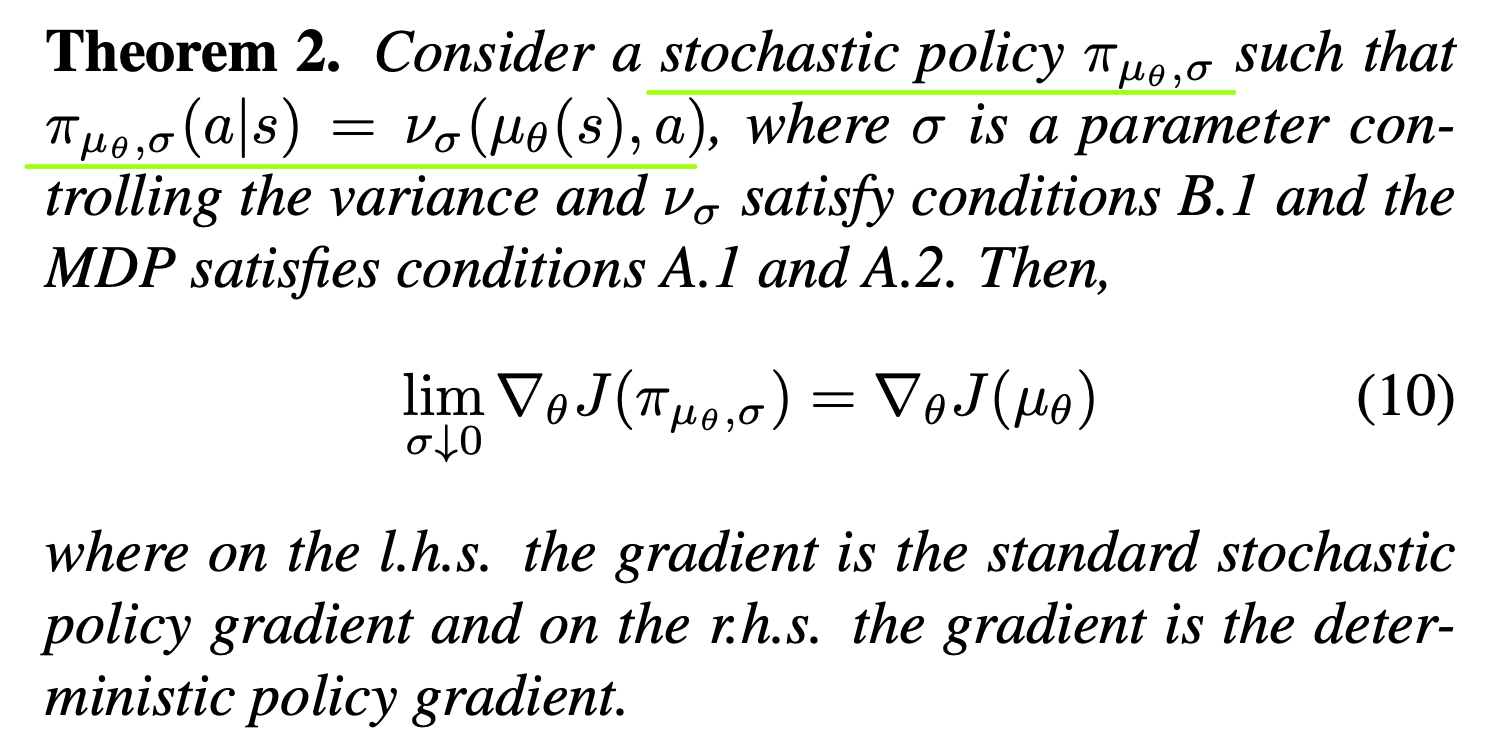 Theorem 2. Consider a stochastic policy π_{μ_θ,σ} such that
π_{μ_θ,σ}(a|s) = ν_σ(μ_θ(s), a), where σ is a parameter con-
trolling the variance and ν_σ satisfy conditions B.1 and the
MDP satisfies conditions A.1 and A.2. Then,
lim_{σ↓0} ∇_θ J(π_{μ_θ,σ}) = ∇_θ J(μ_θ) (10)
where on the l.h.s. the gradient is the standard stochastic
policy gradient and on the r.h.s. the gradient is the deter-
ministic policy gradient.